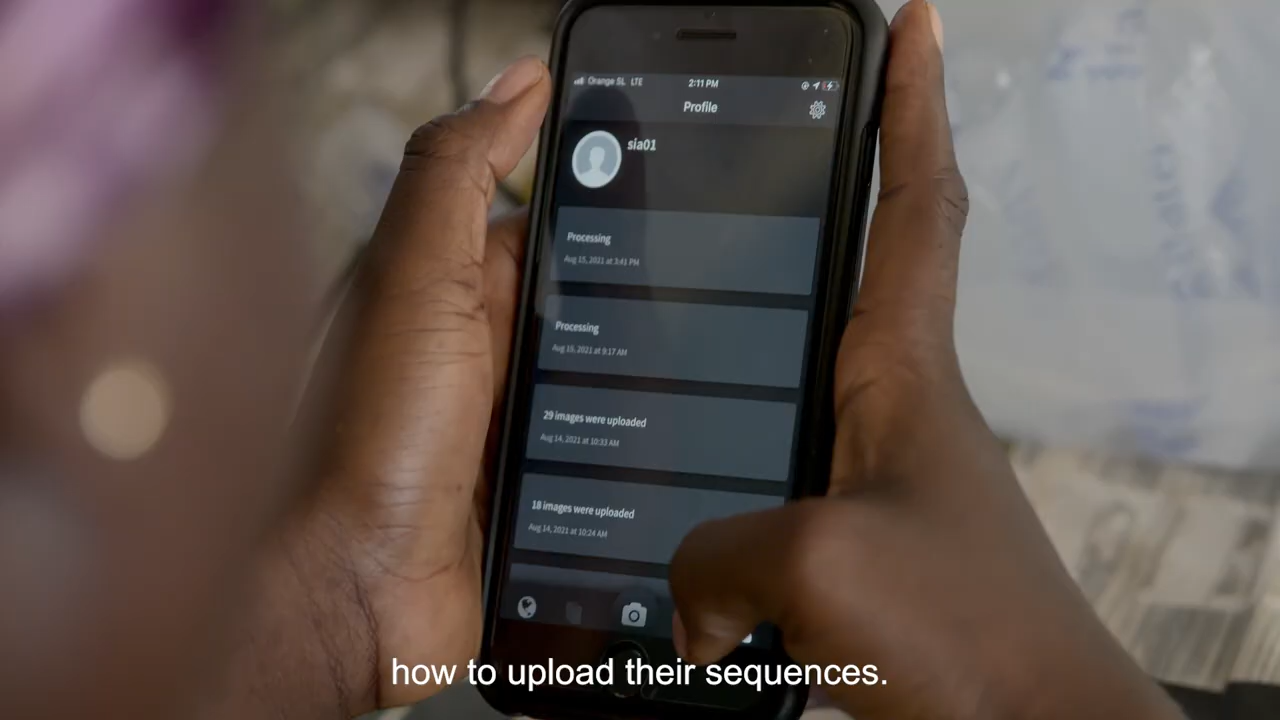 Orange SL LTE 2:11 PM
Profile
sia01
Processing
Aug 15, 2021 at 3:41 PM
Processing
Aug 15, 2021 at 9:17 AM
29 images were uploaded
Aug 14, 2021 at 10:33 AM
18 images were uploaded
Aug 14, 2021 at 10:24 AM
how to upload their sequences.